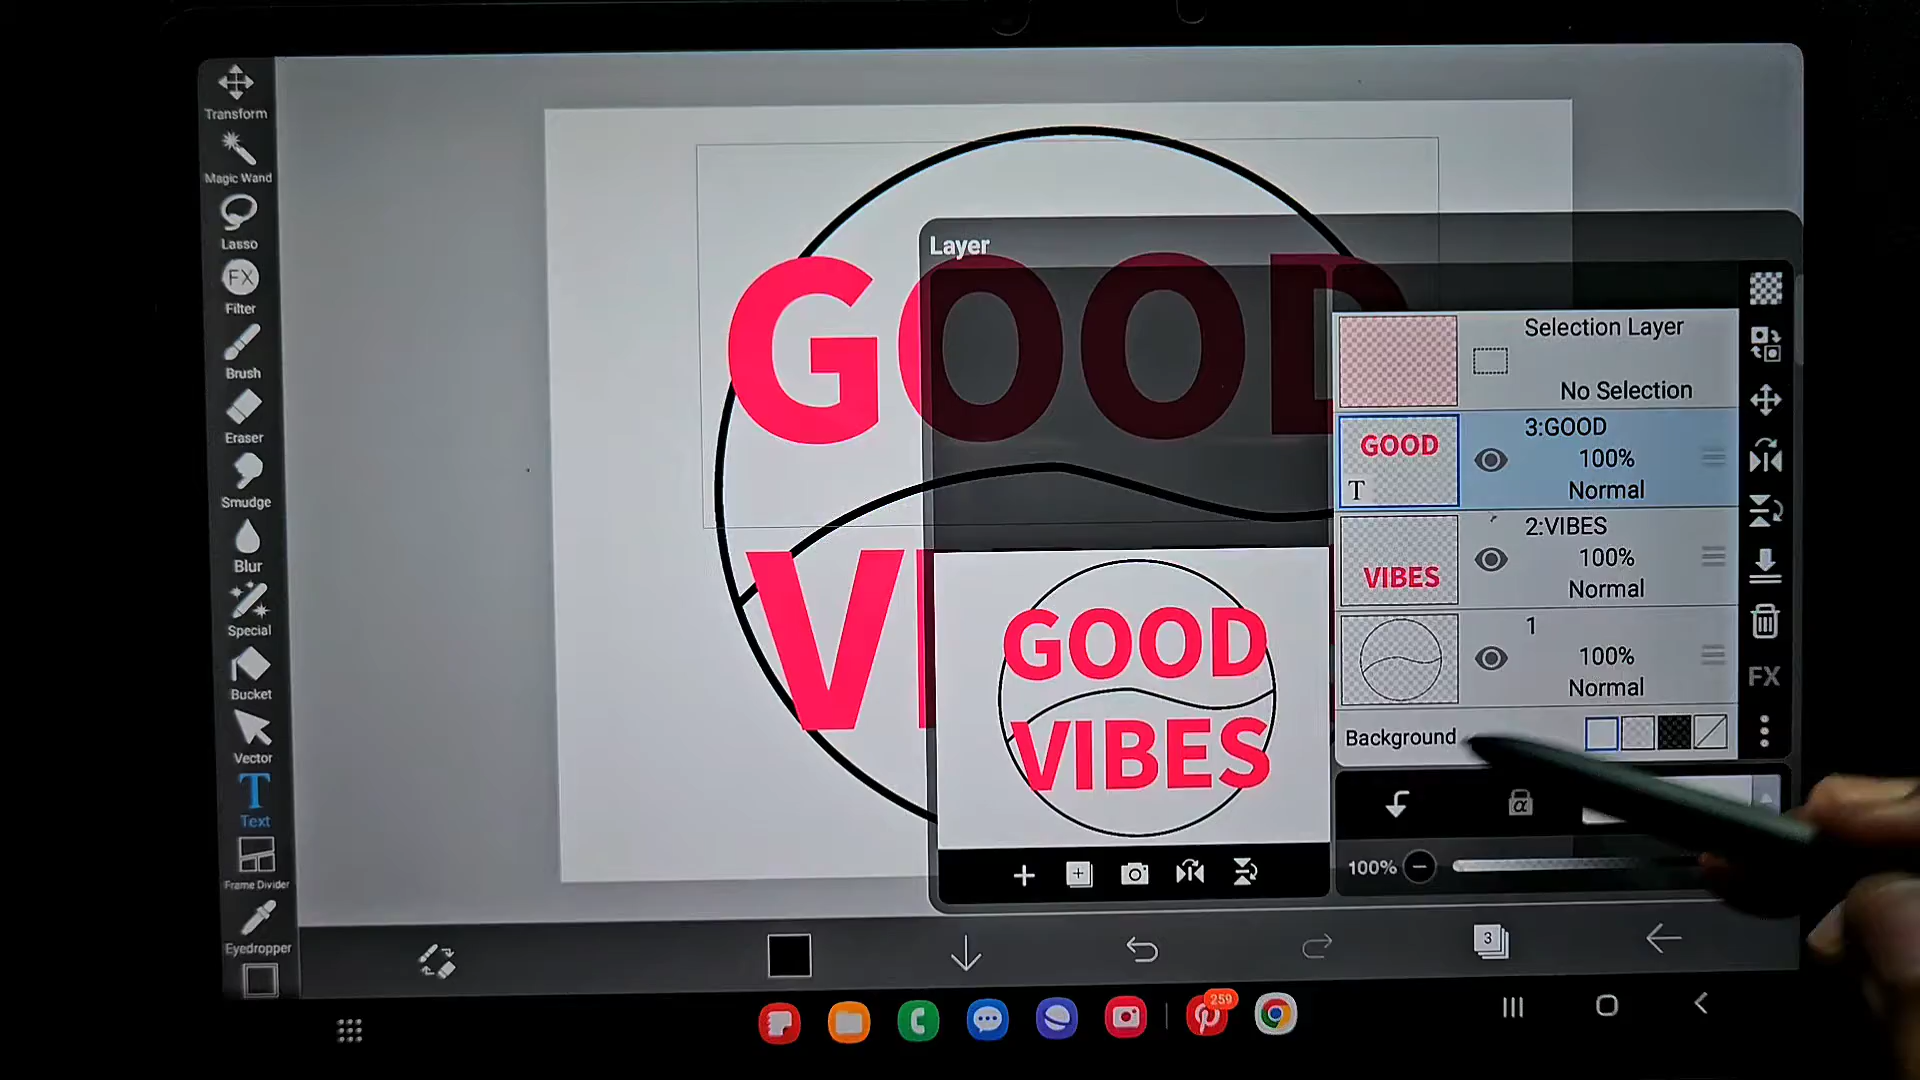 Transform
Magic Wand
Lasso
FX
Filter
Brush
Eraser
Smudge
Blur
Special
Bucket
Vector
T
Text
Frame Divider
Eyedropper
GOOD
VI
Layer
GOOD
VIBES
Selection Layer
No Selection
GOOD
T
3:GOOD
100%
Normal
VIBES
2:VIBES
100%
Normal
1
100%
Normal
Background
FX
α
100%
3
259